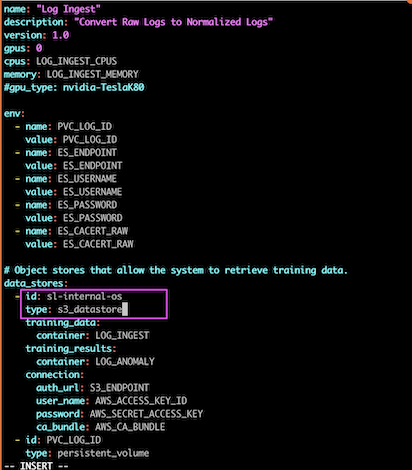 name: "Log Ingest"
description: "Convert Raw Logs to Normalized Logs"
version: 1.0
gpus: 0
cpus: LOG_INGEST_CPUS
memory: LOG_INGEST_MEMORY
#gpu_type: nvidia-TeslaK80

env:
  - name: PVC_LOG_ID
    value: PVC_LOG_ID
  - name: ES_ENDPOINT
    value: ES_ENDPOINT
  - name: ES_USERNAME
    value: ES_USERNAME
  - name: ES_PASSWORD
    value: ES_PASSWORD
  - name: ES_CACERT_RAW
    value: ES_CACERT_RAW

# Object stores that allow the system to retrieve training data.
data_stores:
  - id: sl-internal-os
    type: s3_datastore
    training_data:
      container: LOG_INGEST
    training_results:
      container: LOG_ANOMALY
    connection:
      auth_url: S3_ENDPOINT
      user_name: AWS_ACCESS_KEY_ID
      password: AWS_SECRET_ACCESS_KEY
      ca_bundle: AWS_CA_BUNDLE
  - id: PVC_LOG_ID
    type: persistent_volume
-- INSERT --